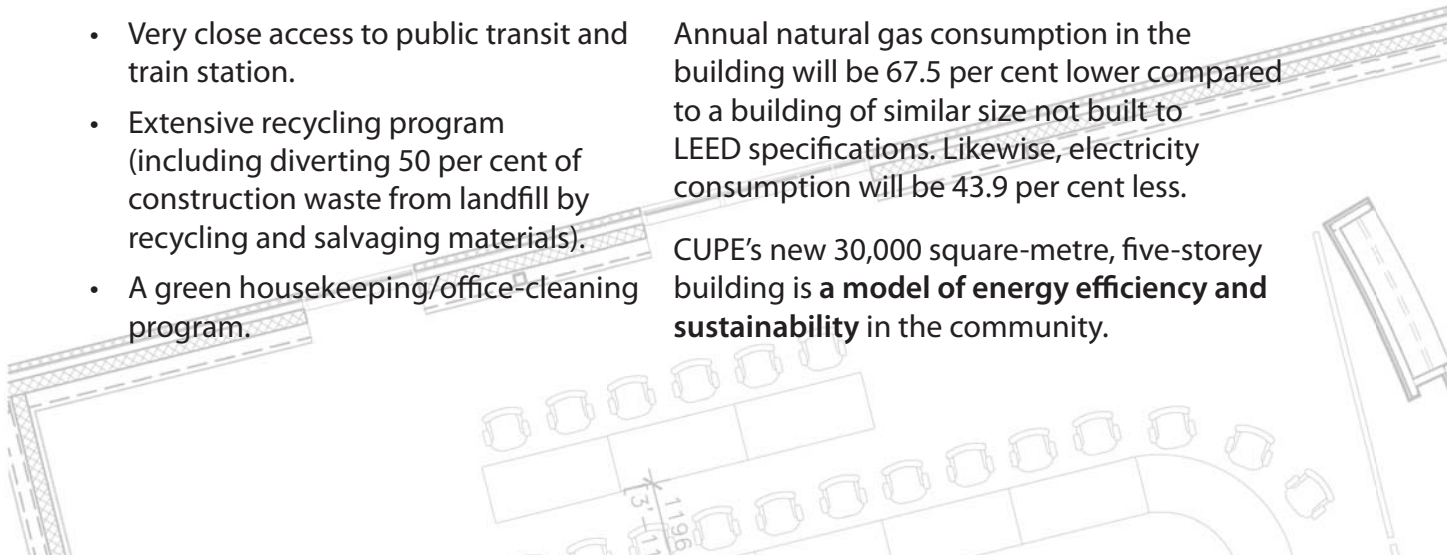 • Very close access to public transit and
train station.
• Extensive recycling program
(including diverting 50 per cent of
construction waste from landfill by
recycling and salvaging materials).
• A green housekeeping/office-cleaning
program.
Annual natural gas consumption in the
building will be 67.5 per cent lower compared
to a building of similar size not built to
LEED specifications. Likewise, electricity
consumption will be 43.9 per cent less.
CUPE’s new 30,000 square-metre, five-storey
building is a model of energy efficiency and
sustainability in the community.
1196